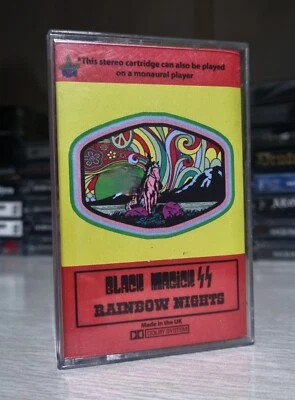 *This stereo cartridge can also be played
on a monaural player
BLACK MAGICK ᛋᛋ
RAINBOW NIGHTS
Made in the UK
DOLBY SYSTEM